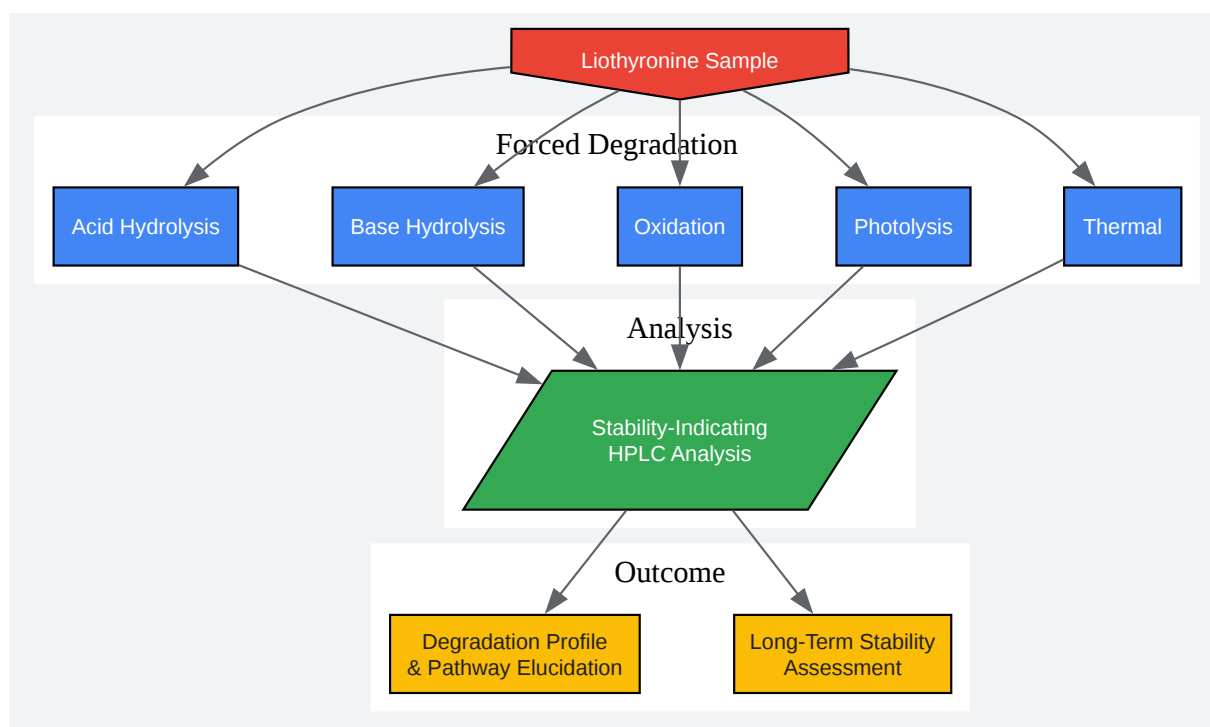 Liothyronine Sample
Forced Degradation
Acid Hydrolysis
Base Hydrolysis
Oxidation
Photolysis
Thermal
Analysis
Stability-Indicating
HPLC Analysis
Outcome
Degradation Profile
& Pathway Elucidation
Long-Term Stability
Assessment